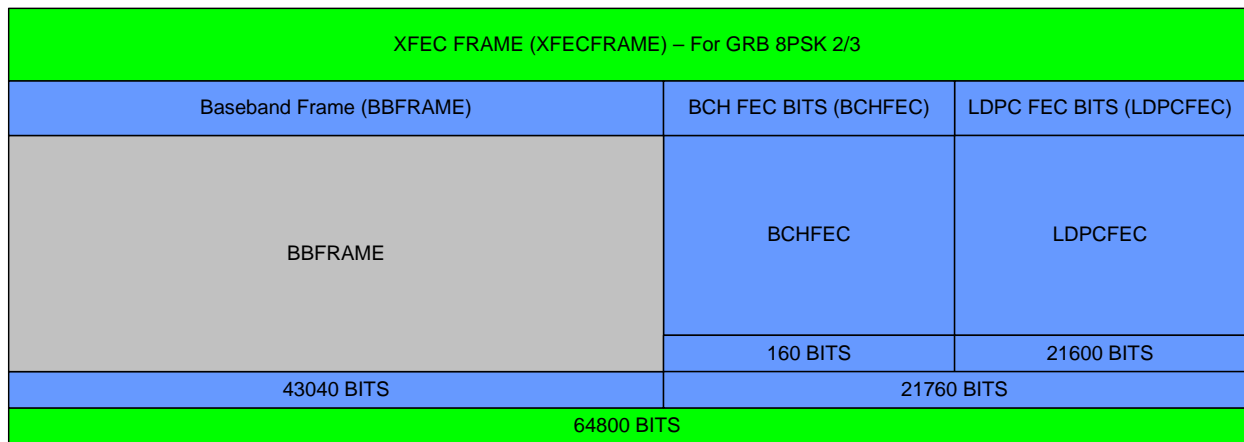 XFEC FRAME (XFECFRAME) – For GRB 8PSK 2/3
Baseband Frame (BBFRAME)
BCH FEC BITS (BCHFEC)
LDPC FEC BITS (LDPCFEC)
BBFRAME
BCHFEC
LDPCFEC
160 BITS
21600 BITS
43040 BITS
21760 BITS
64800 BITS